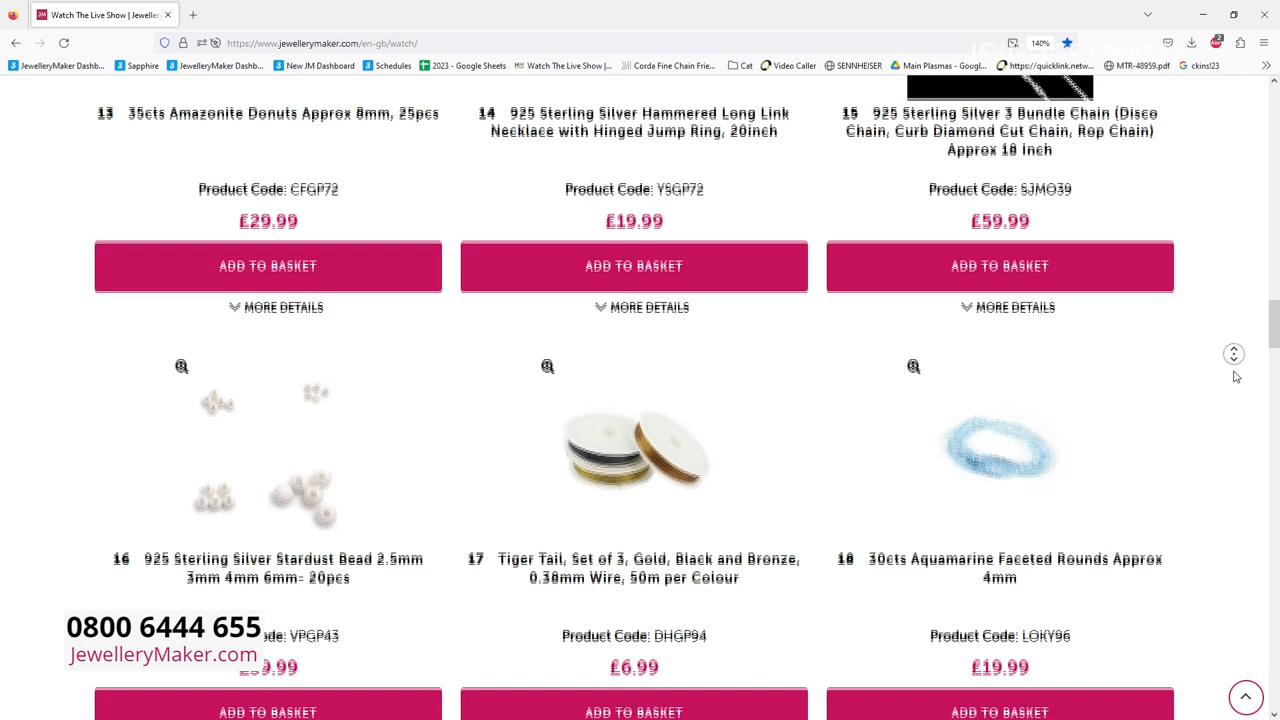 Watch The Live Show | Jeweller
https://www.jewellerymaker.com/en-gb/watch/
140%
JewelleryMaker Dashb...
Sapphire
JewelleryMaker Dashb...
New JM Dashboard
Schedules
2023 - Google Sheets
Watch The Live Show |...
Corda Fine Chain Frie...
Cat
Video Caller
SENNHEISER
Main Plasmas - Googl...
https://quicklink.netw...
MTR-48959.pdf
ckins!23
13 35cts Amazonite Donuts Approx 8mm, 25pcs
Product Code: CFGP72
£29.99
ADD TO BASKET
MORE DETAILS
14 925 Sterling Silver Hammered Long Link
Necklace with Hinged Jump Ring, 20inch
Product Code: YSGP72
£19.99
ADD TO BASKET
MORE DETAILS
15 925 Sterling Silver 3 Bundle Chain (Disco
Chain, Curb Diamond Cut Chain, Rop Chain)
Approx 18 Inch
Product Code: SJMO39
£59.99
ADD TO BASKET
MORE DETAILS
16 925 Sterling Silver Stardust Bead 2.5mm
3mm 4mm 6mm- 20pcs
VPGP43
ADD TO BASKET
17 Tiger Tail, Set of 3, Gold, Black and Bronze,
0.38mm Wire, 50m per Colour
Product Code: DHGP94
£6.99
ADD TO BASKET
18 30cts Aquamarine Faceted Rounds Approx
4mm
Product Code: LOKY96
£19.99
ADD TO BASKET
0800 6444 655
JewelleryMaker.com